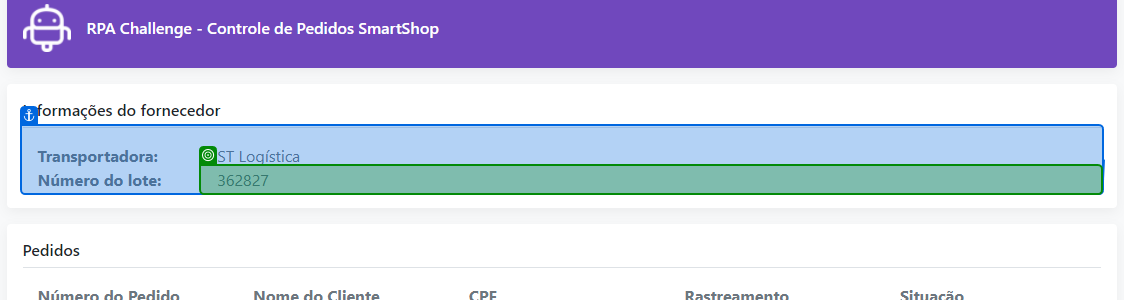 RPA Challenge - Controle de Pedidos SmartShop
Informações do fornecedor
Transportadora: ST Logística
Número do lote: 362827
Pedidos
Número do Pedido Nome do Cliente CPF Rastreamento Situação